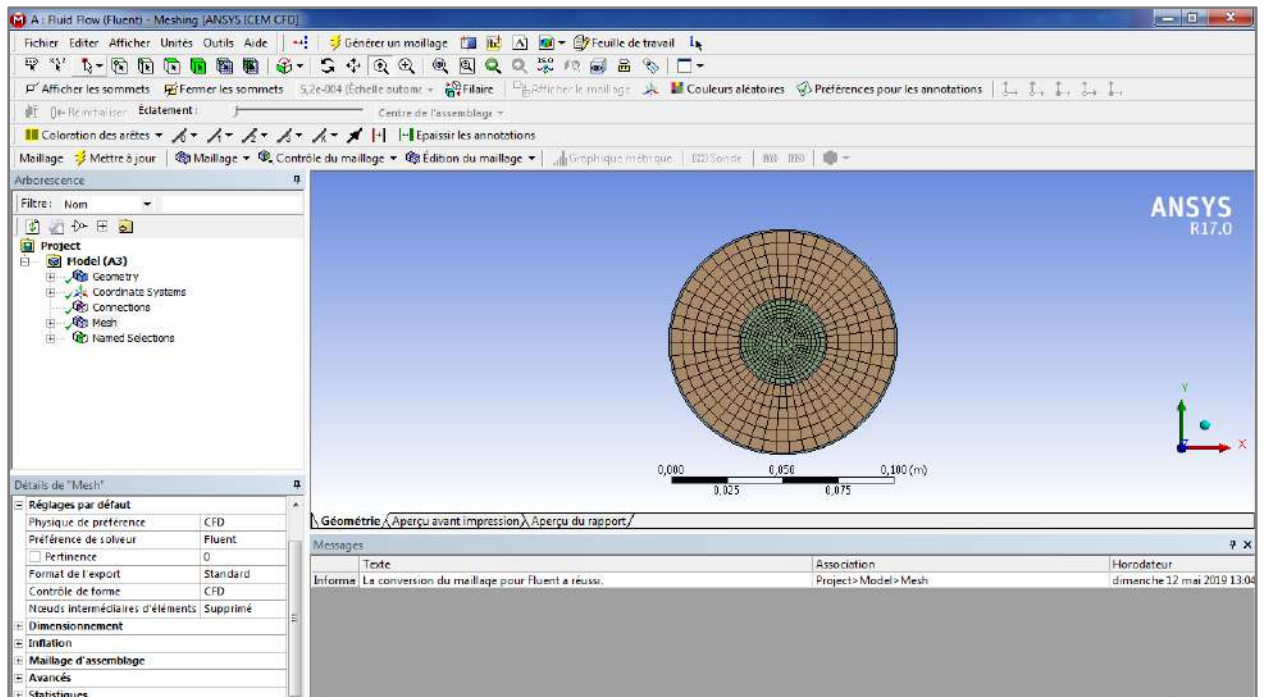 A : Fluid Flow (Fluent) - Meshing [ANSYS ICEM CFD]
Fichier Editer Afficher Unités Outils Aide Générer un maillage Feuille de travail
Afficher les sommets Fermer les sommets 5,2e-004 (Échelle automa Filaire Afficher le maillage Couleurs aléatoires Préférences pour les annotations
Réinitialiser Éclatement : Centre de l'assemblage
Coloration des arêtes Epaissir les annotations
Maillage Mettre à jour Maillage Contrôle du maillage Édition du maillage Graphique métrique Sonde
Arborescence
Filtre : Nom
Project
Model (A3)
Geometry
Coordinate Systems
Connections
Mesh
Named Selections
ANSYS
R17.0
Y
X
0,000 0,050 0,100 (m)
0,025 0,075
Géométrie Aperçu avant impression Aperçu du rapport
Détails de "Mesh"
Réglages par défaut
Physique de préférence CFD
Préférence de solveur Fluent
Pertinence 0
Format de l'export Standard
Contrôle de forme CFD
Nœuds intermédiaires d'éléments Supprimé
Dimensionnement
Inflation
Maillage d'assemblage
Avancés
Statistiques
Messages
Texte Association Horodateur
Informa La conversion du maillage pour Fluent a réussi. Project>Model>Mesh dimanche 12 mai 2019 13:04